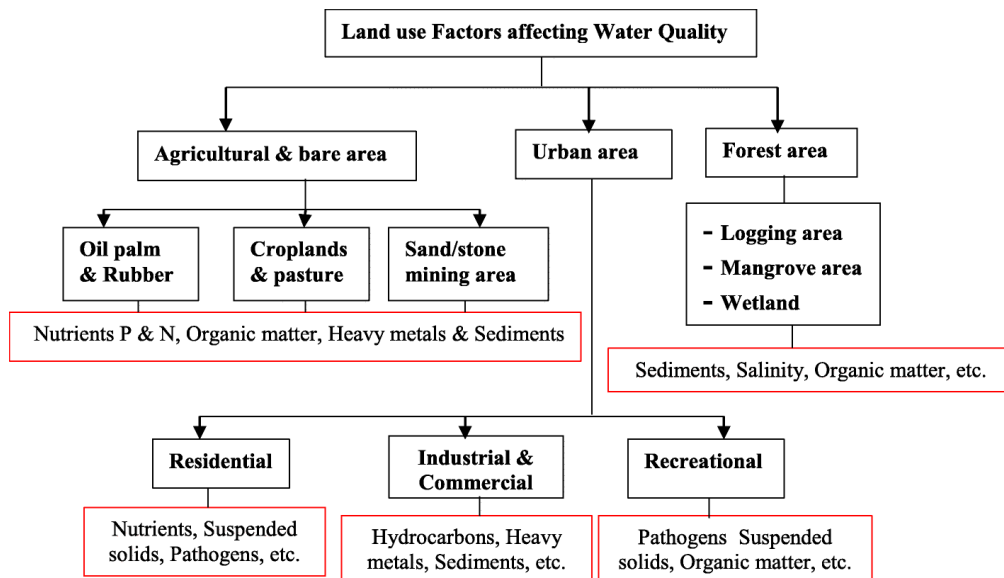 Land use Factors affecting Water Quality
Agricultural & bare area
Urban area
Forest area
Oil palm
& Rubber
Croplands
& pasture
Sand/stone
mining area
- Logging area
- Mangrove area
- Wetland
Nutrients P & N, Organic matter, Heavy metals & Sediments
Sediments, Salinity, Organic matter, etc.
Residential
Industrial &
Commercial
Recreational
Nutrients, Suspended
solids, Pathogens, etc.
Hydrocarbons, Heavy
metals, Sediments, etc.
Pathogens Suspended
solids, Organic matter, etc.